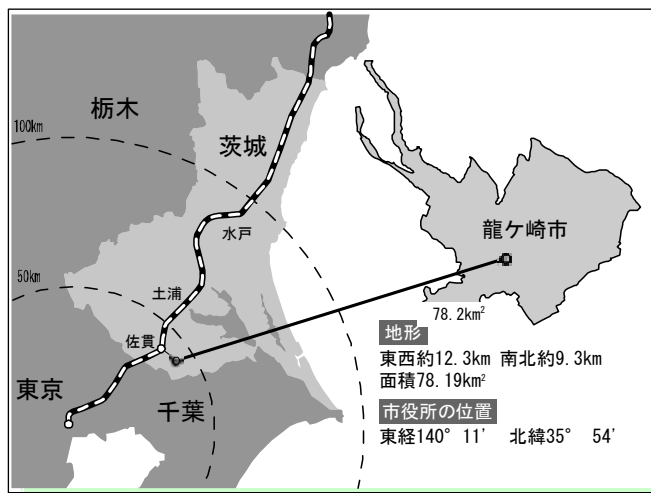 栃木
100km
茨城
水戸
50km
土浦
佐貫
東京
千葉
龍ケ崎市
78.2km²
地形
東西約12.3km 南北約9.3km
面積78.19km²
市役所の位置
東経140° 11′ 北緯35° 54′